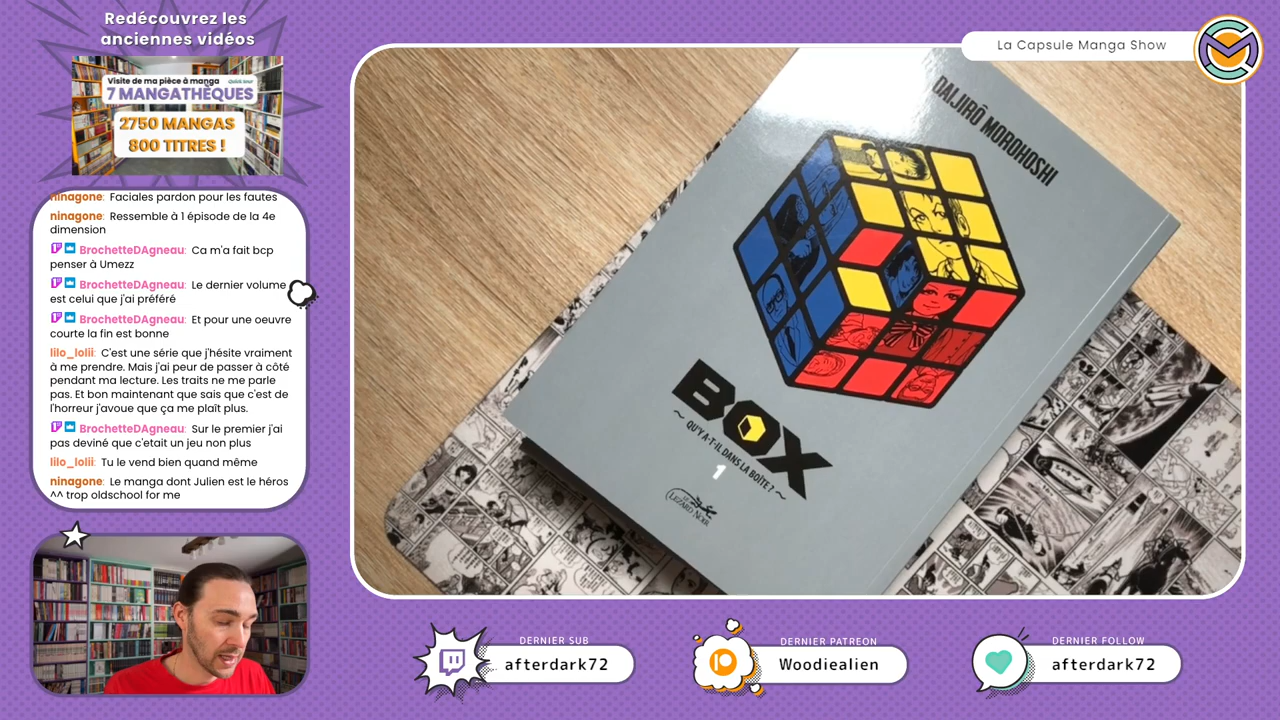 Redécouvrez les
anciennes vidéos
Visite de ma pièce à manga
7 MANGATHÈQUES
2750 MANGAS
800 TITRES !
ninagone: Faciales pardon pour les fautes
ninagone: Ressemble à 1 épisode de la 4e
dimension
BrochetteDAgneau: Ca m'a fait bcp
penser à Umezz
BrochetteDAgneau: Le dernier volume
est celui que j'ai préféré
BrochetteDAgneau: Et pour une oeuvre
courte la fin est bonne
lilo_lolii: C'est une série que j'hésite vraiment
à me prendre. Mais j'ai peur de passer à côté
pendant ma lecture. Les traits ne me parle
pas. Et bon maintenant que sais que c'est de
l'horreur j'avoue que ça me plaît plus.
BrochetteDAgneau: Sur le premier j'ai
pas deviné que c'etait un jeu non plus
lilo_lolii: Tu le vend bien quand même
ninagone: Le manga dont Julien est le héros
^^ trop oldschool for me
La Capsule Manga Show
DAIJIRÔ MOROHOSHI
BOX
~ QU'Y A-T-IL DANS LA BOÎTE ? ~
1
LE LÉZARD NOIR
DERNIER SUB
afterdark72
DERNIER PATREON
Woodiealien
DERNIER FOLLOW
afterdark72